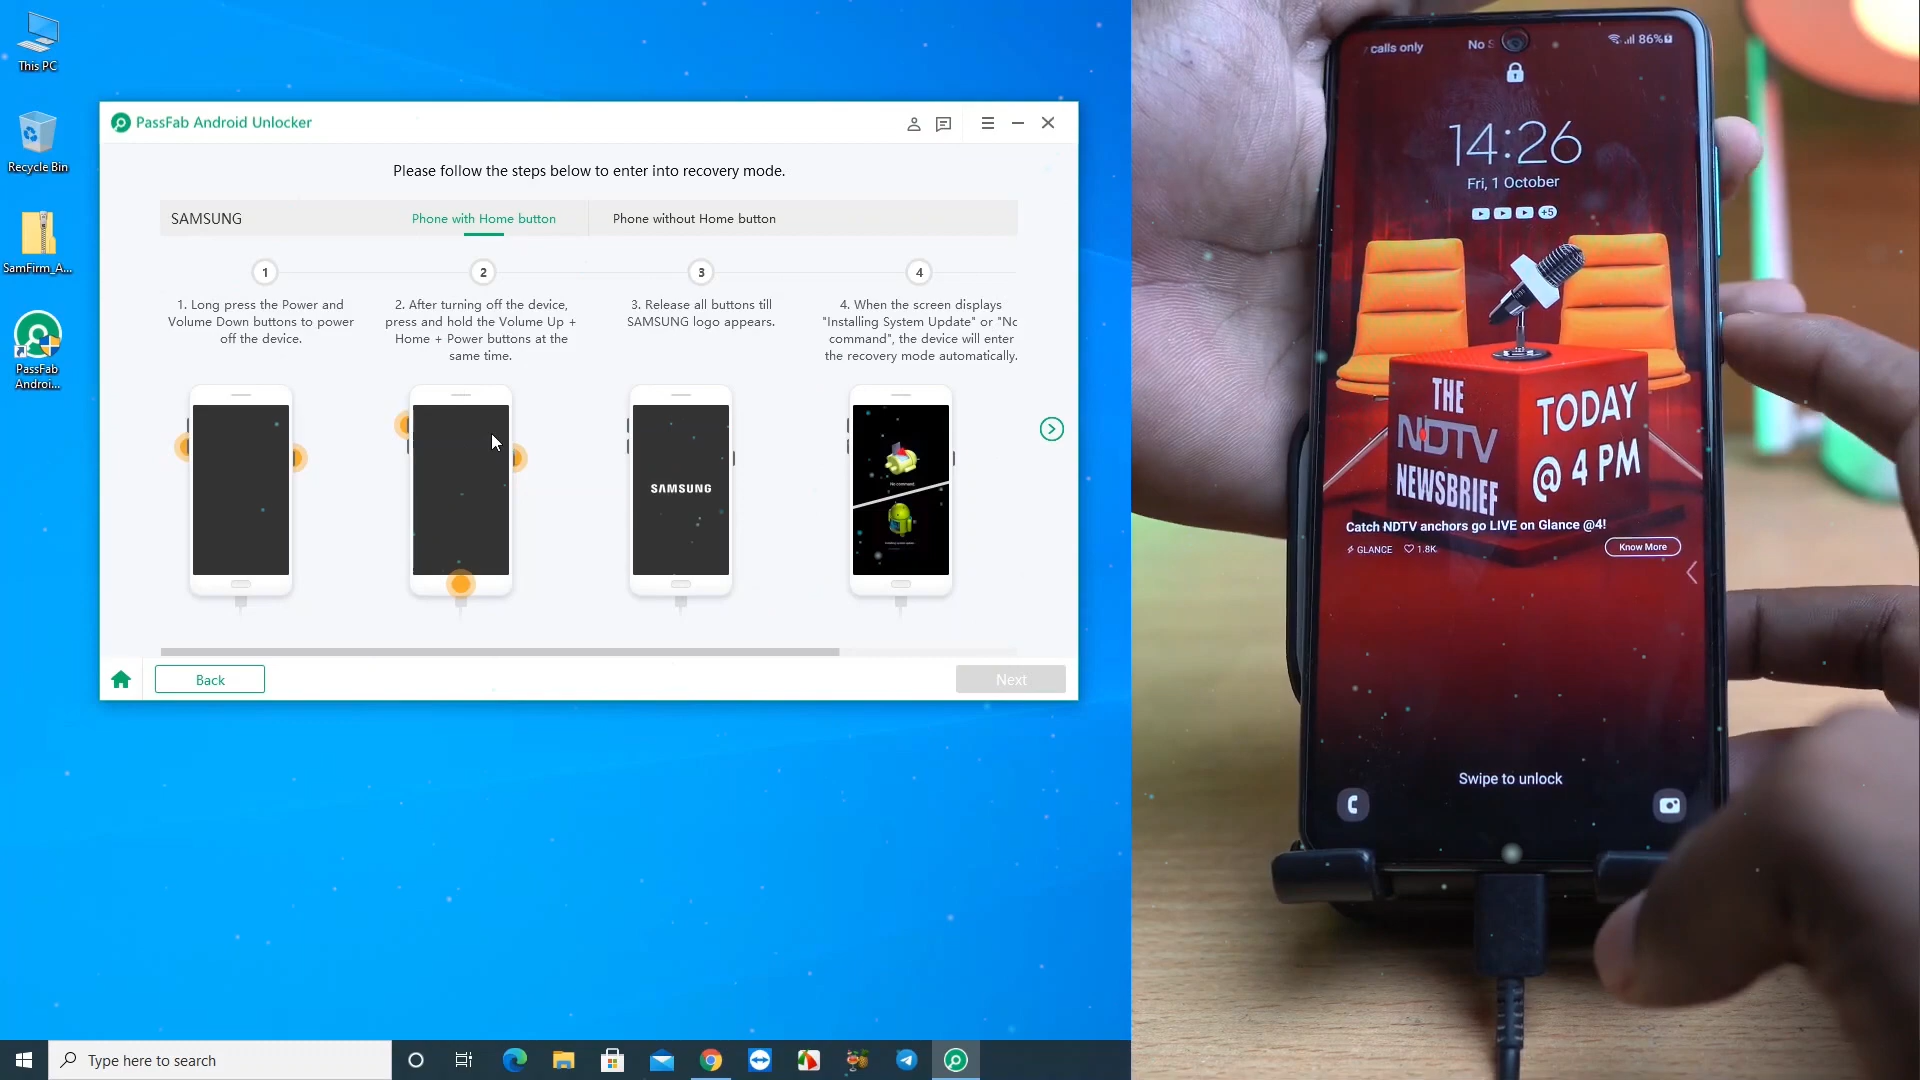 This PC
Recycle Bin
SamFirm_A...
PassFab
Androi...
PassFab Android Unlocker
Please follow the steps below to enter into recovery mode.
SAMSUNG
Phone with Home button
Phone without Home button
1
2
3
4
1. Long press the Power and
Volume Down buttons to power
off the device.
2. After turning off the device,
press and hold the Volume Up +
Home + Power buttons at the
same time.
3. Release all buttons till
SAMSUNG logo appears.
4. When the screen displays
"Installing System Update" or "No
command", the device will enter
the recovery mode automatically.
SAMSUNG
No command
Back
Next
Type here to search
calls only
No S
86%
14:26
Fri, 1 October
+5
THE
NDTV
NEWSBRIEF
TODAY
@ 4 PM
Catch NDTV anchors go LIVE on Glance @4!
GLANCE
1.8K
Know More
Swipe to unlock